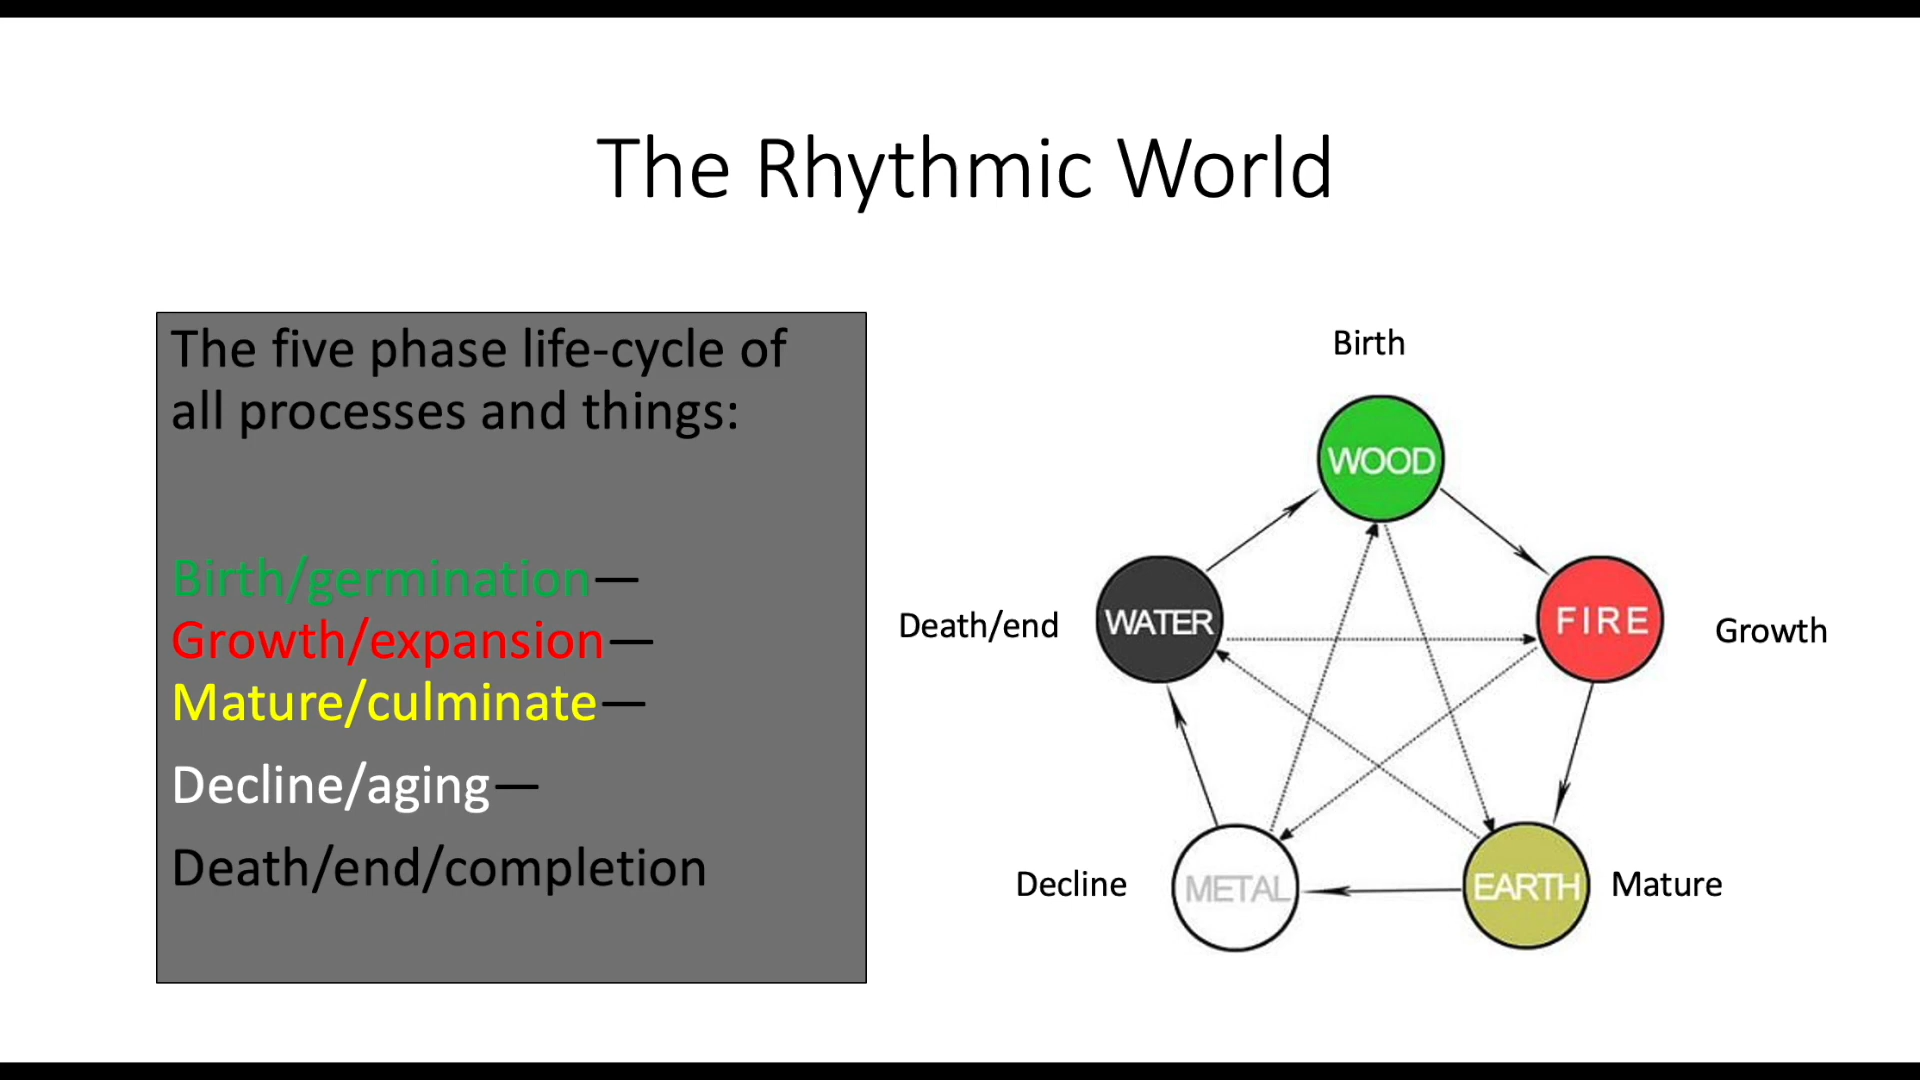 The Rhythmic World
The five phase life-cycle of
all processes and things:
Birth/germination—
Growth/expansion—
Mature/culminate—
Decline/aging—
Death/end/completion
Birth
WOOD
Death/end
WATER
FIRE
Growth
Decline
METAL
EARTH
Mature